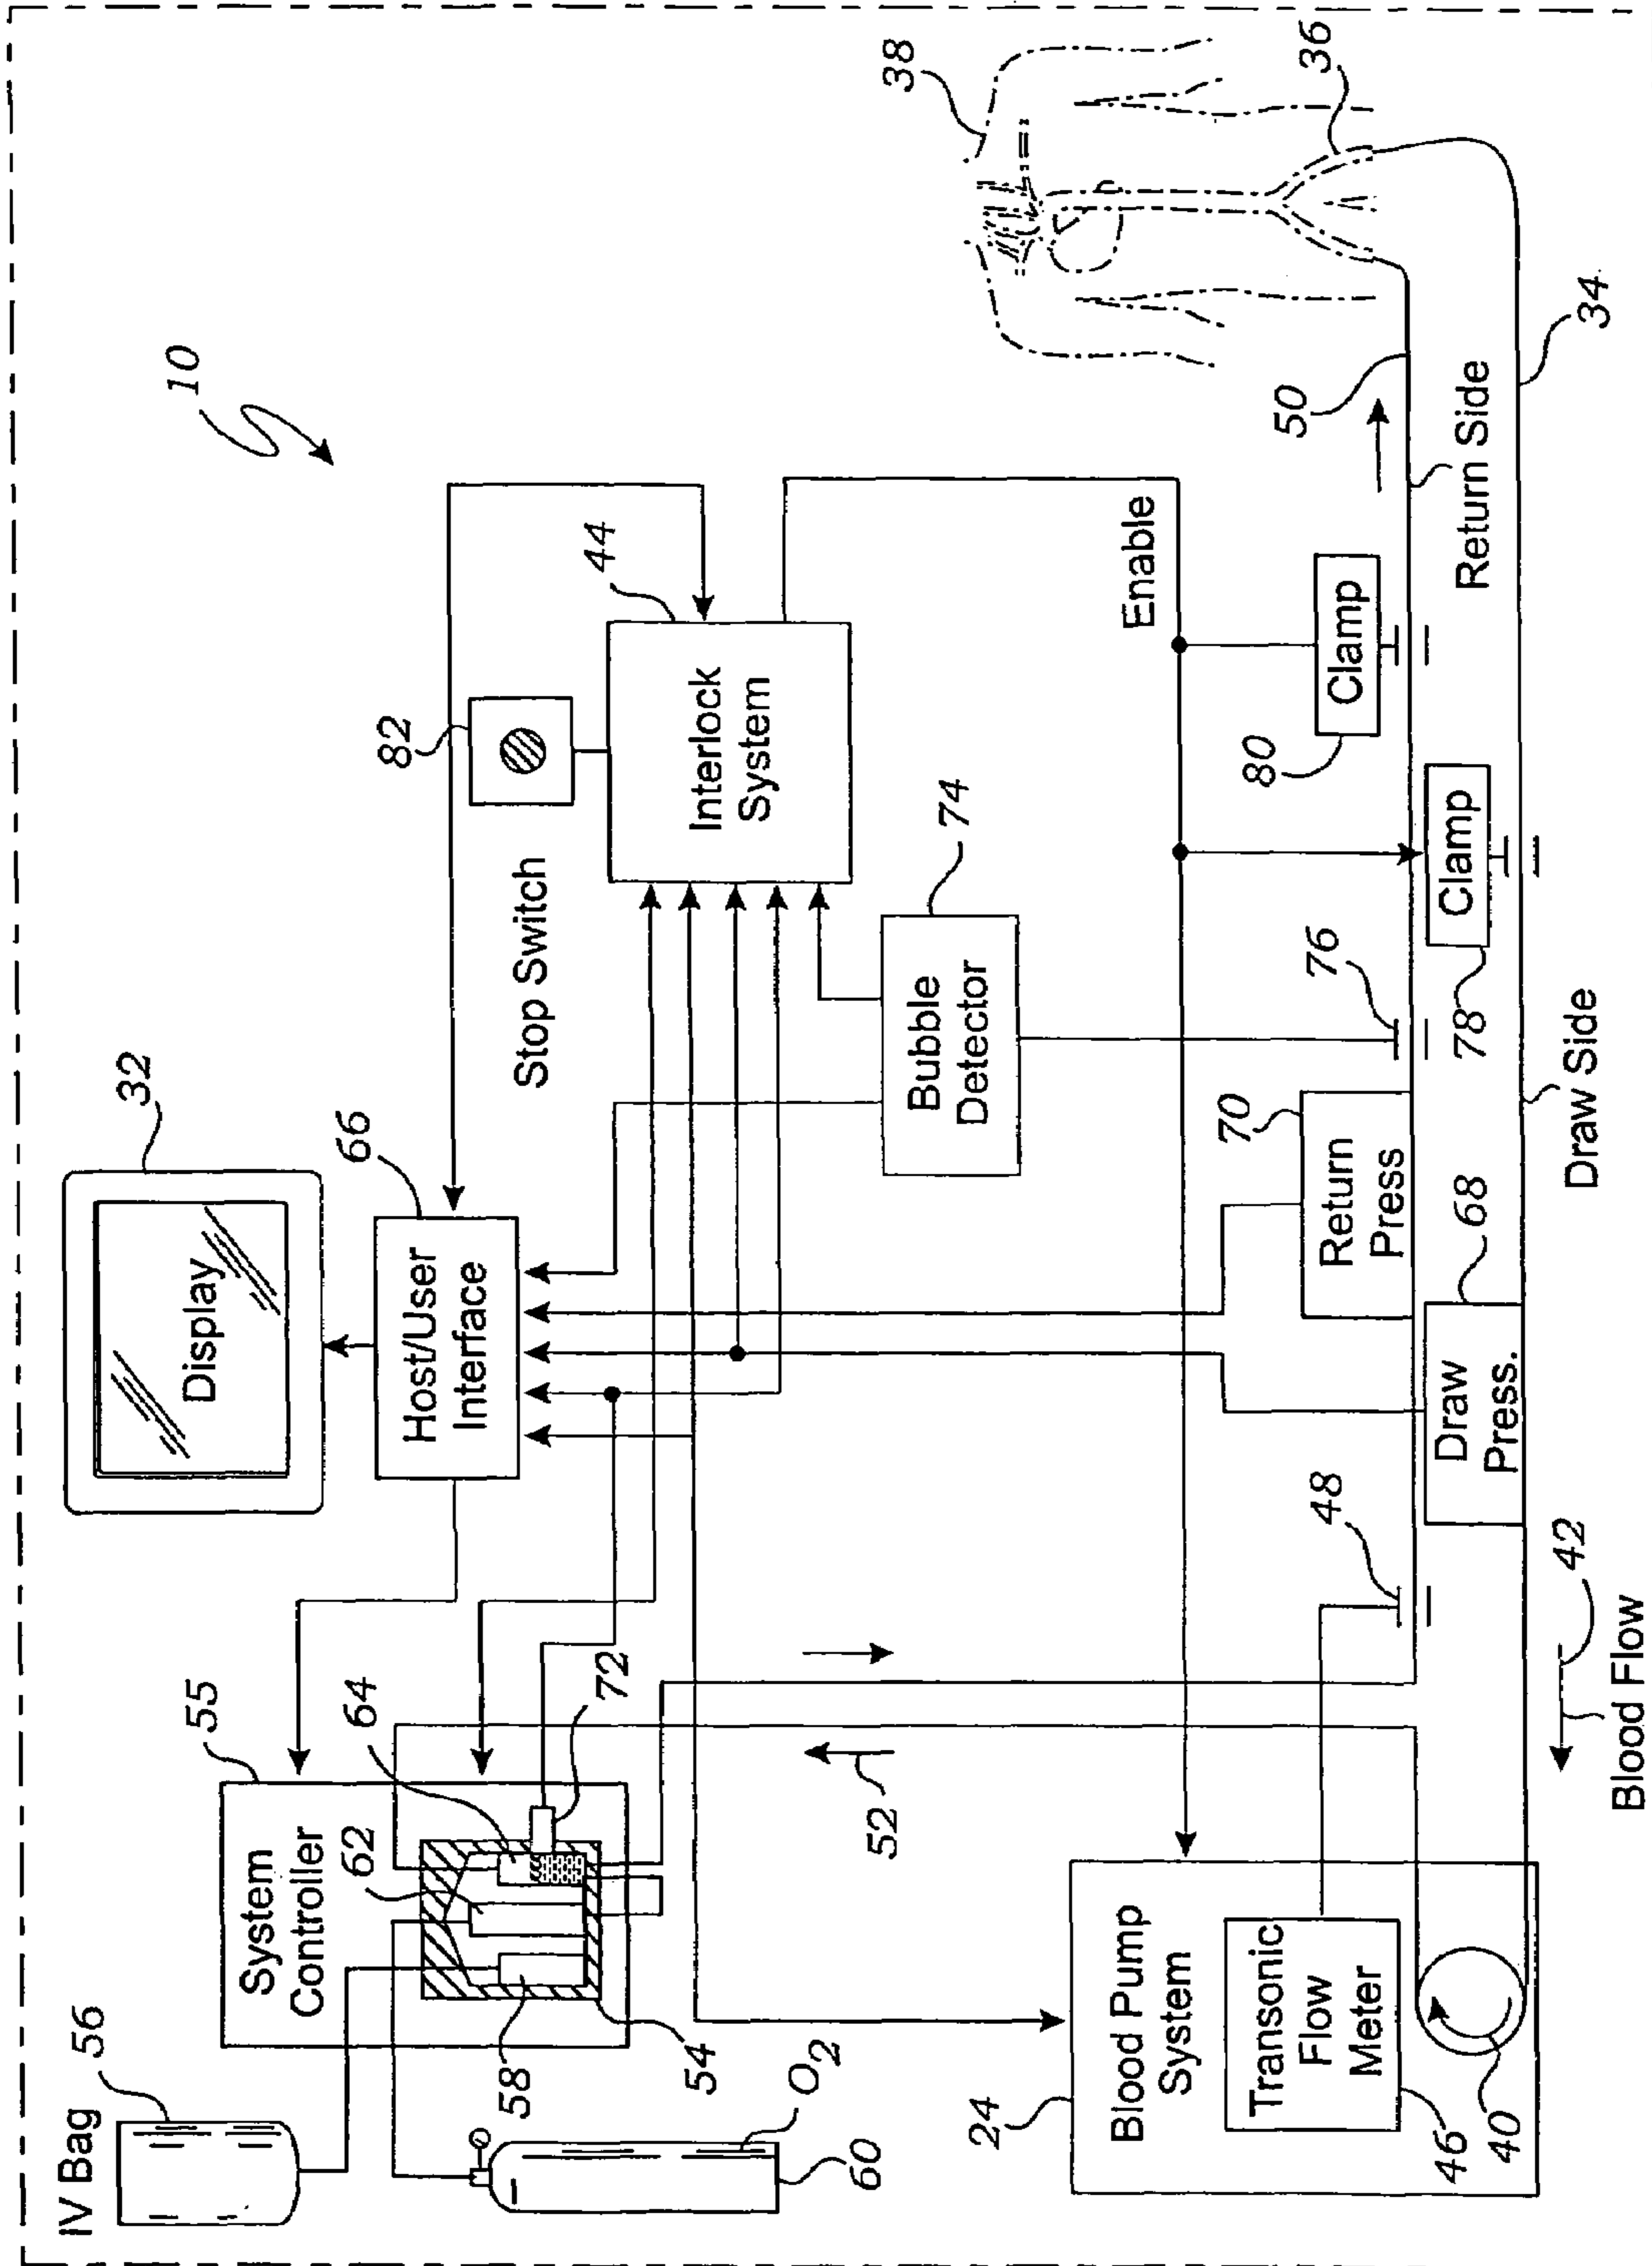 IV Bag
56
Display
32
10
55
System
Controller
62
64
72
58
54
O2
60
Host/User
Interface
66
Stop Switch
82
44
Interlock
System
Bubble
Detector
74
38
36
Enable
24
Blood Pump
System
Transonic
Flow
Meter
46
40
52
48
Return
Press
70
Draw
Press.
68
76
Clamp
78
Clamp
80
50
Return Side
34
Draw Side
42
Blood Flow